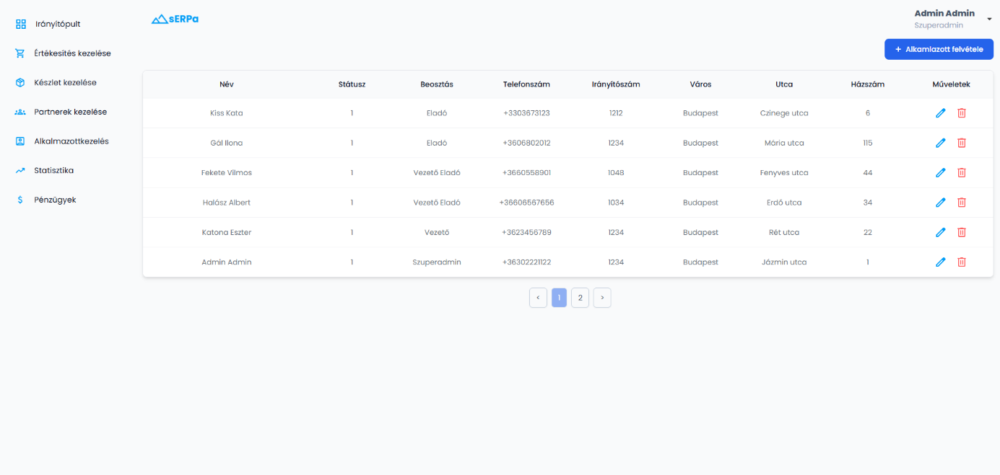 sERPa
Admin Admin
Szuperadmin
Irányítópult
Értékesítés kezelése
Készlet kezelése
Partnerek kezelése
Alkalmazottkezelés
Statisztika
Pénzügyek
+ Alkamlazott felvétele
Név Státusz Beosztás Telefonszám Irányítószám Város Utca Házszám Műveletek
Kiss Kata 1 Eladó +3303673123 1212 Budapest Czinege utca 6
Gál Ilona 1 Eladó +3606802012 1234 Budapest Mária utca 115
Fekete Vilmos 1 Vezető Eladó +3660558901 1048 Budapest Fenyves utca 44
Halász Albert 1 Vezető Eladó +36606567656 1034 Budapest Erdő utca 34
Katona Eszter 1 Vezető +3623456789 1234 Budapest Rét utca 22
Admin Admin 1 Szuperadmin +36302221122 1234 Budapest Jázmin utca 1
< 1 2 >